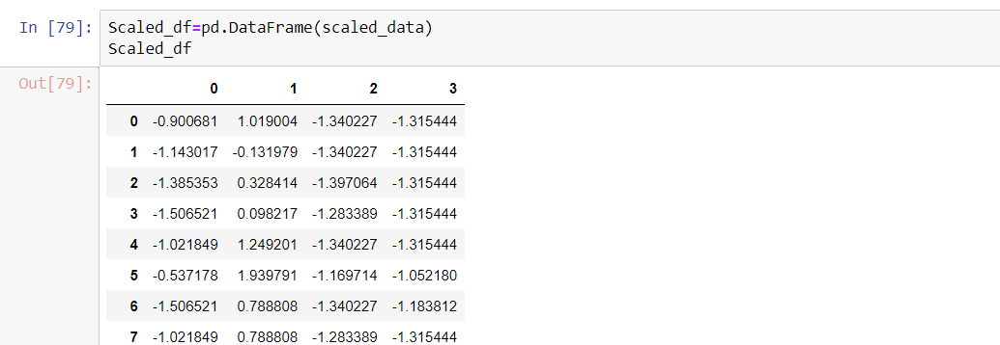 In [79]: Scaled_df=pd.DataFrame(scaled_data)
Scaled_df
Out[79]:
0 1 2 3
0 -0.900681 1.019004 -1.340227 -1.315444
1 -1.143017 -0.131979 -1.340227 -1.315444
2 -1.385353 0.328414 -1.397064 -1.315444
3 -1.506521 0.098217 -1.283389 -1.315444
4 -1.021849 1.249201 -1.340227 -1.315444
5 -0.537178 1.939791 -1.169714 -1.052180
6 -1.506521 0.788808 -1.340227 -1.183812
7 -1.021849 0.788808 -1.283389 -1.315444